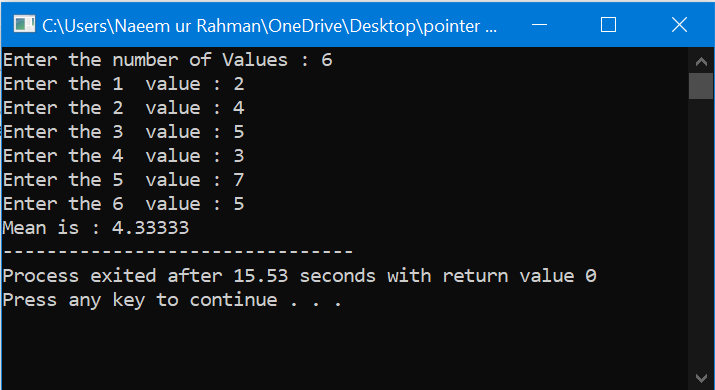 C:\Users\Naeem ur Rahman\OneDrive\Desktop\pointer ...
Enter the number of Values : 6
Enter the 1  value : 2
Enter the 2  value : 4
Enter the 3  value : 5
Enter the 4  value : 3
Enter the 5  value : 7
Enter the 6  value : 5
Mean is : 4.33333
--------------------------------
Process exited after 15.53 seconds with return value 0
Press any key to continue . . .